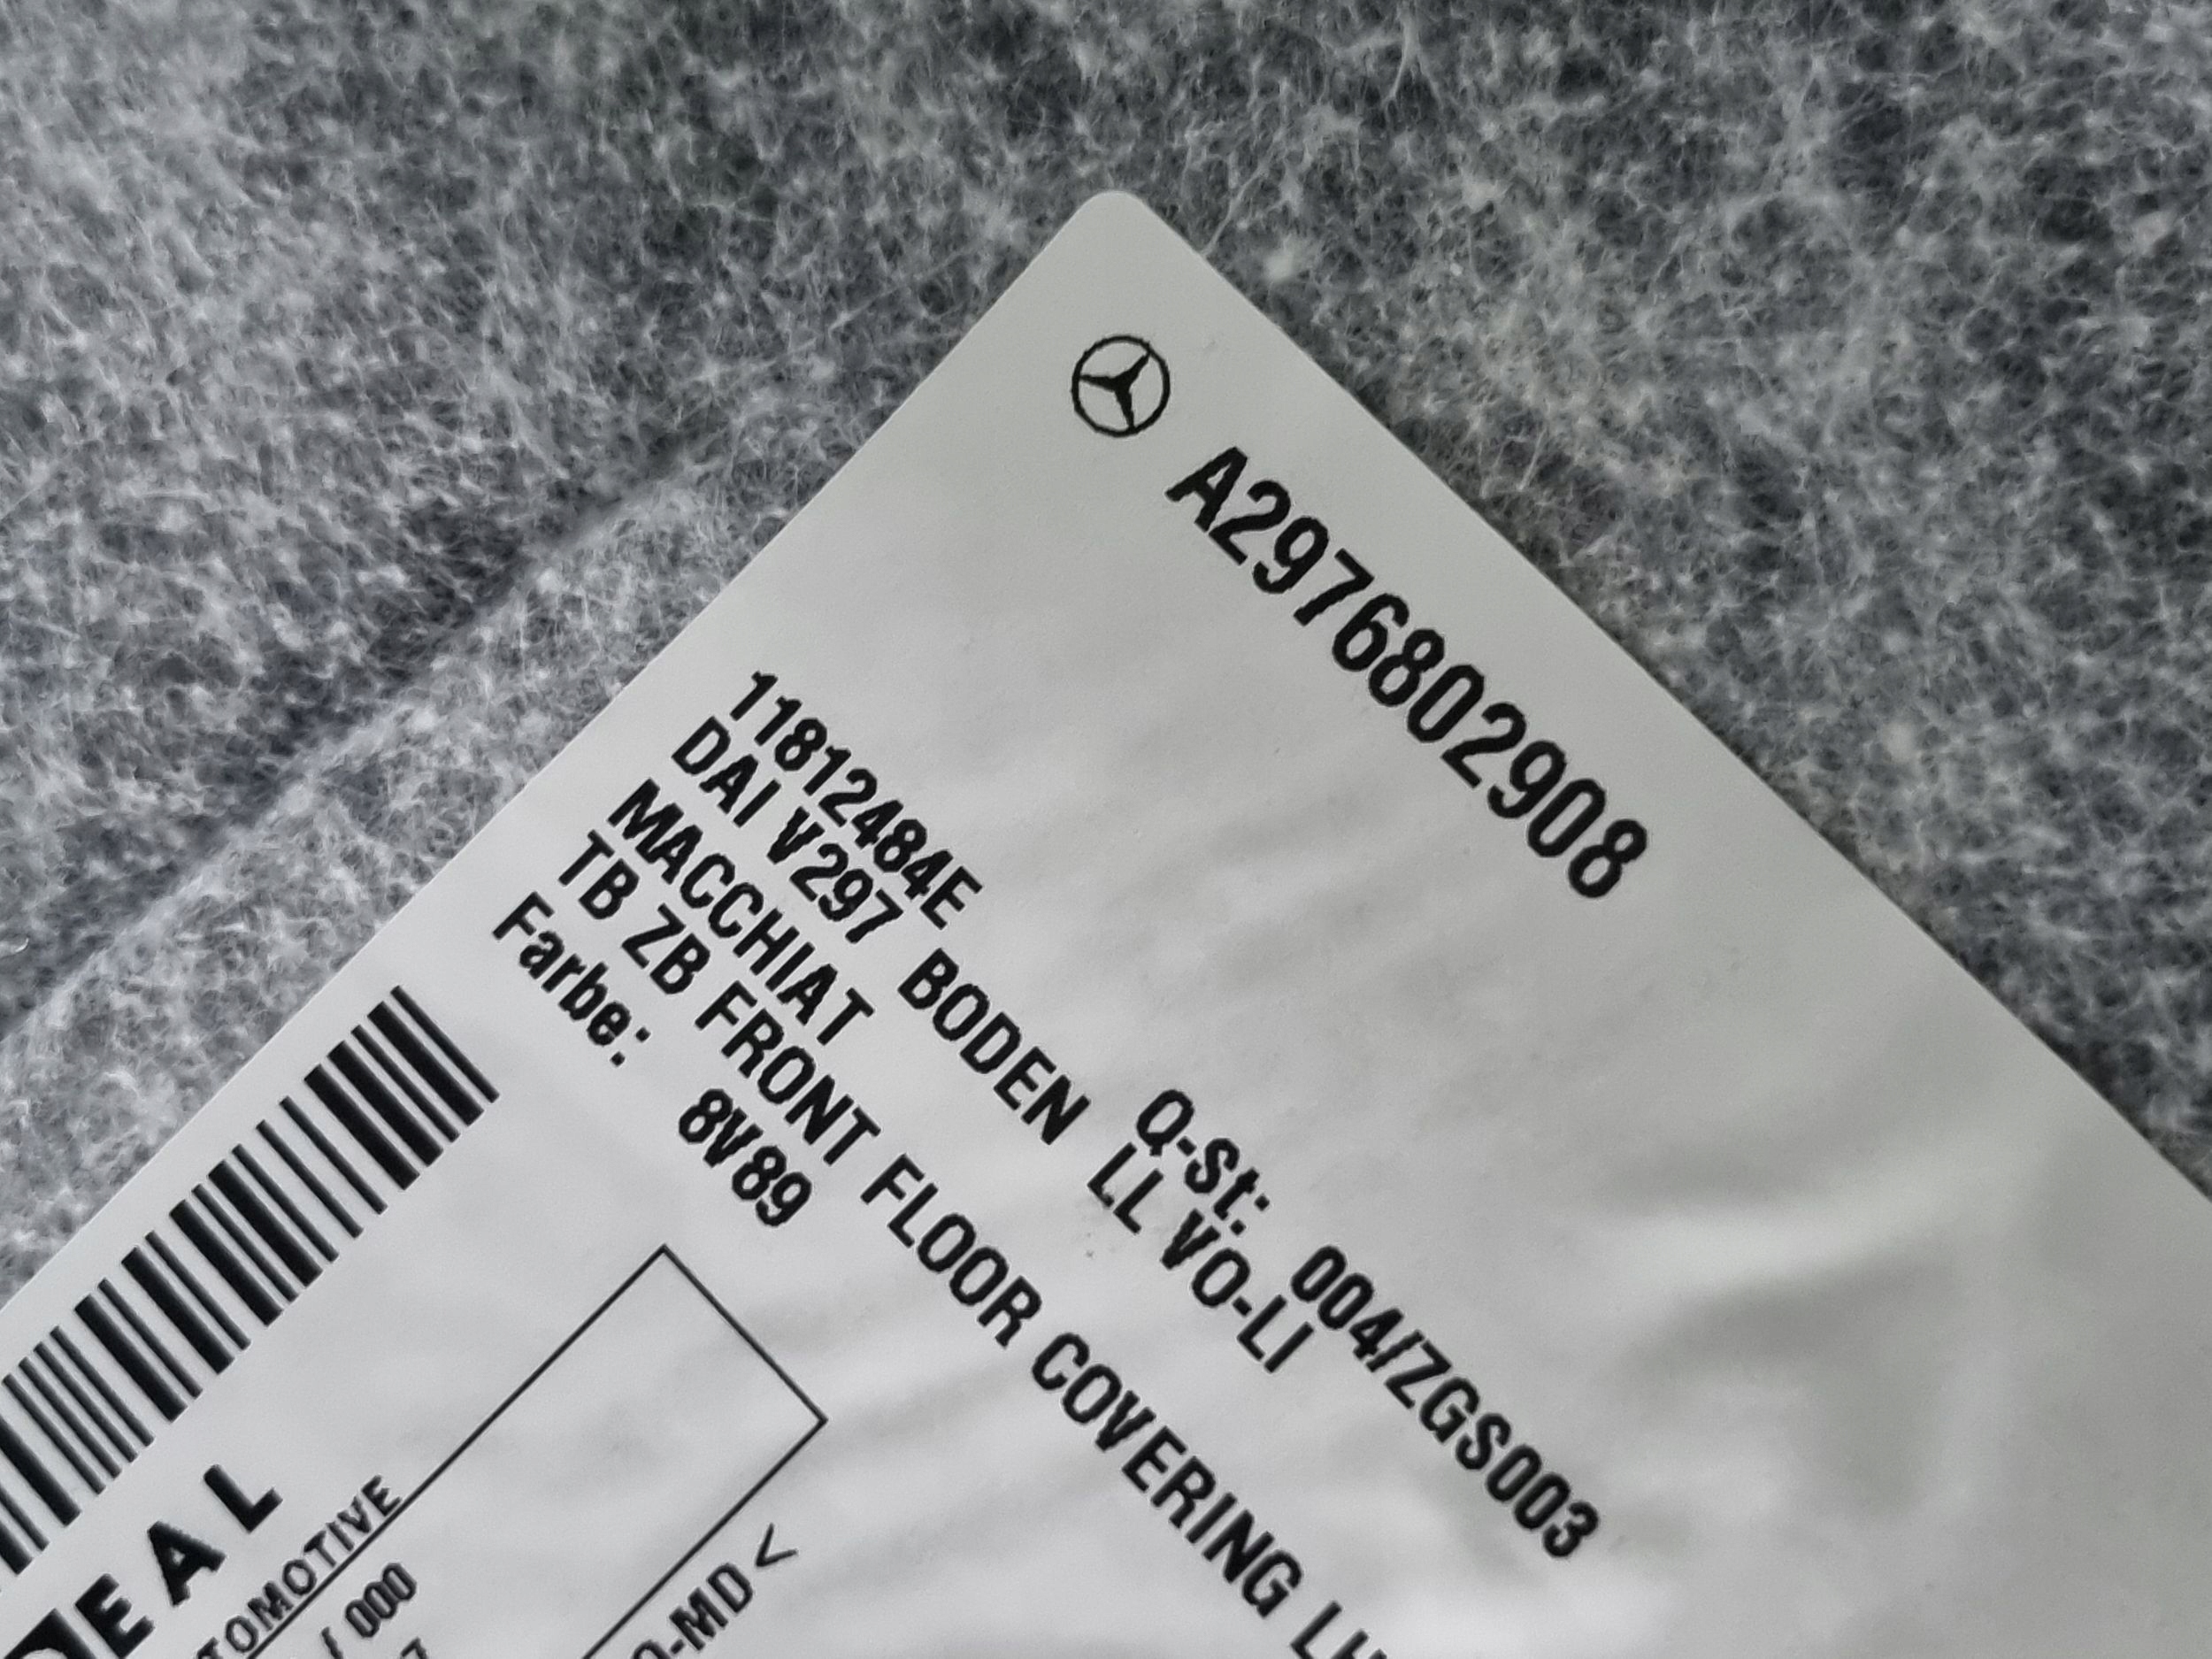 A2976802908
11812484E
Q-St: 004/ZGS003
DAI V297 BODEN LL VO-LI
MACCHIAT
TB ZB FRONT FLOOR COVERING
Farbe: 8V89
/ 000